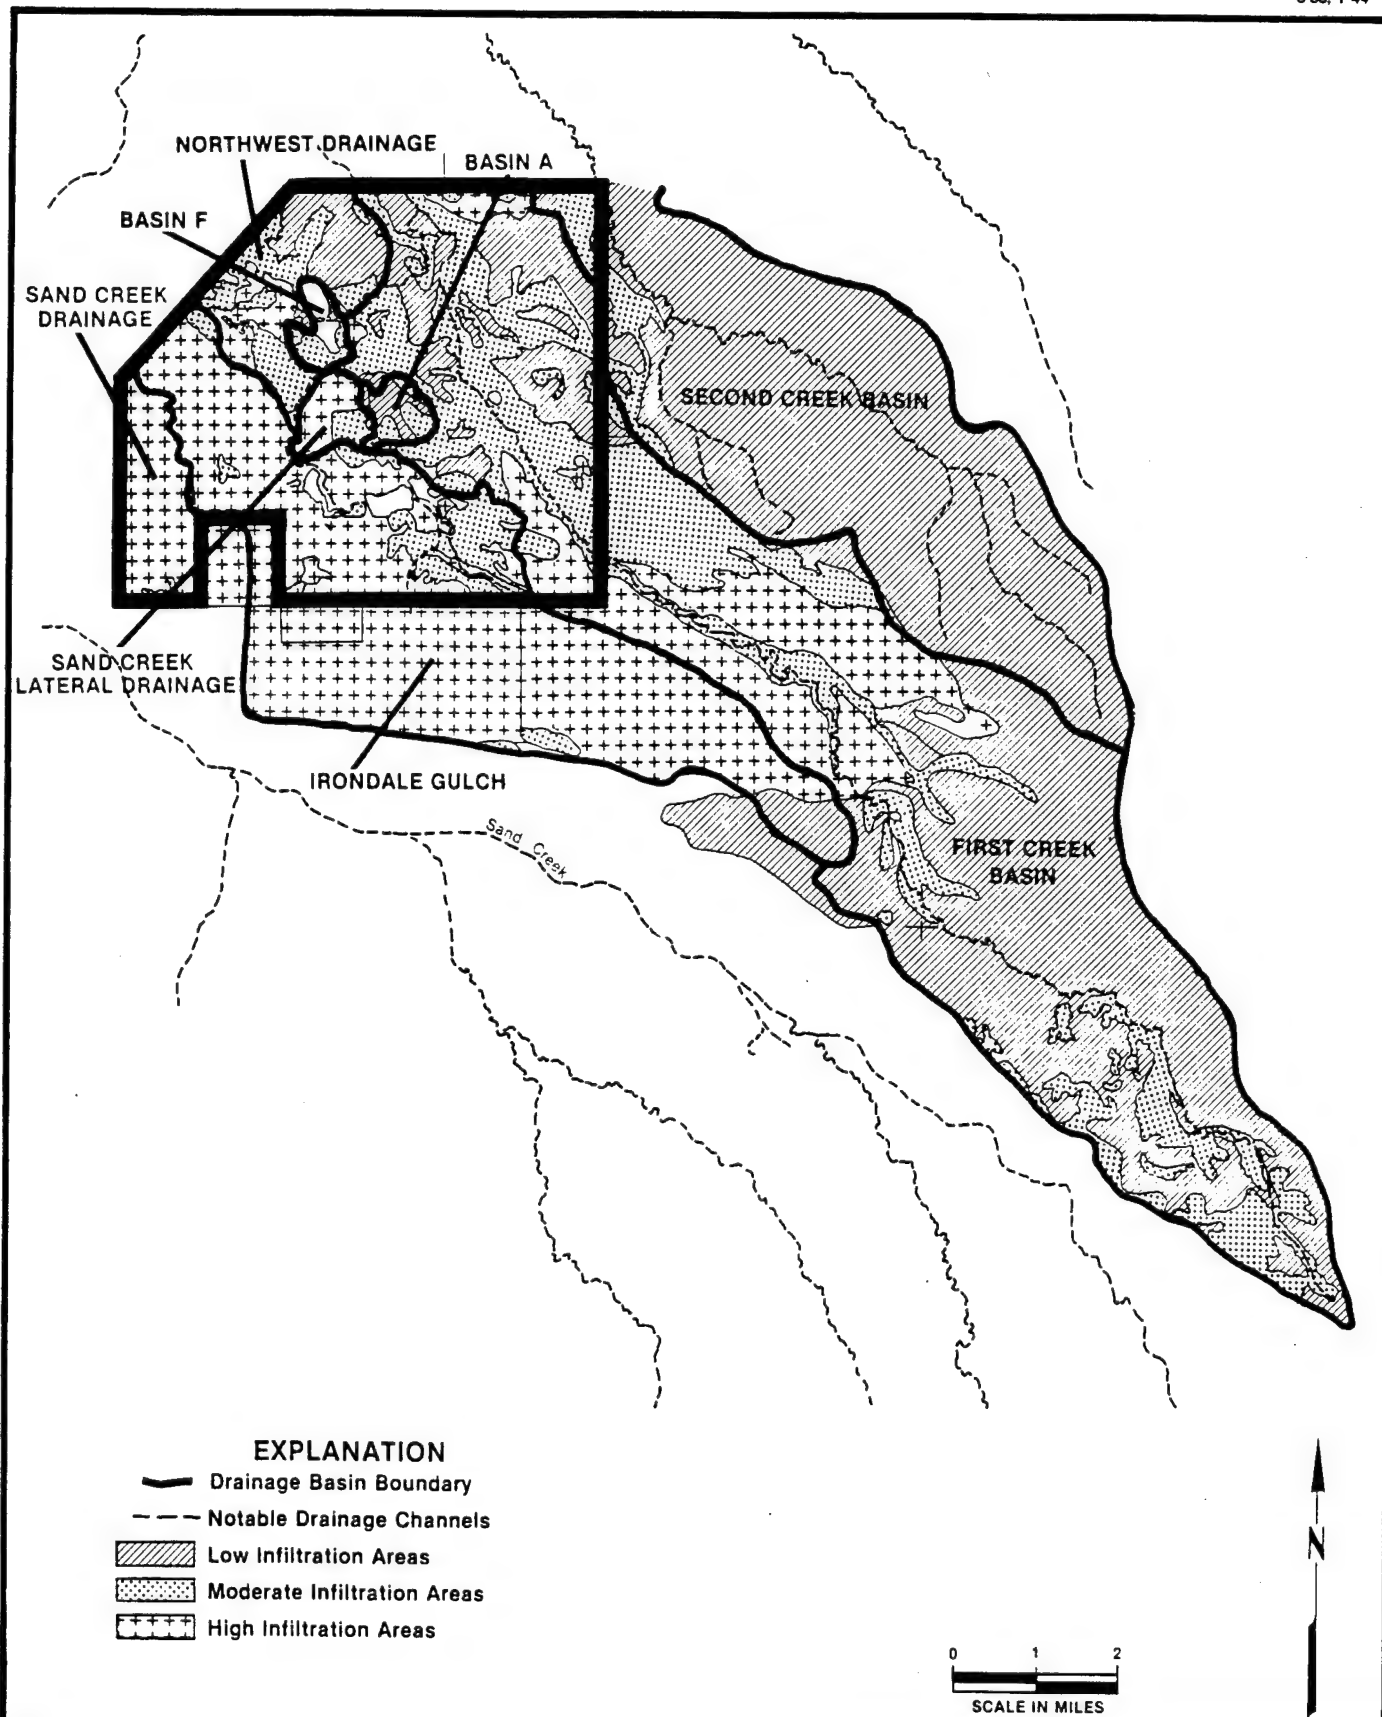 NORTHWEST DRAINAGE
BASIN A
BASIN F
SAND CREEK
DRAINAGE
SECOND CREEK BASIN
SAND CREEK
LATERAL DRAINAGE
IRONDALE GULCH
Sand Creek
FIRST CREEK
BASIN
EXPLANATION
Drainage Basin Boundary
Notable Drainage Channels
Low Infiltration Areas
Moderate Infiltration Areas
High Infiltration Areas
N
0 1 2
SCALE IN MILES